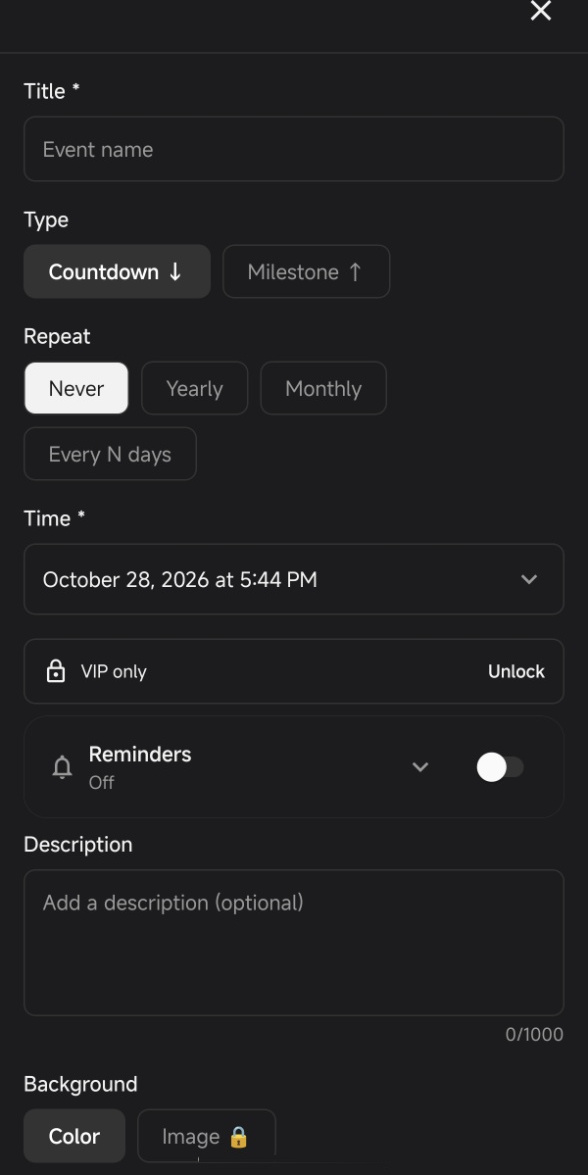 Title *
Event name
Type
Countdown ↓ Milestone ↑
Repeat
Never Yearly Monthly
Every N days
Time *
October 28, 2026 at 5:44 PM
VIP only Unlock
Reminders
Off
Description
Add a description (optional)
0/1000
Background
Color Image 🔒